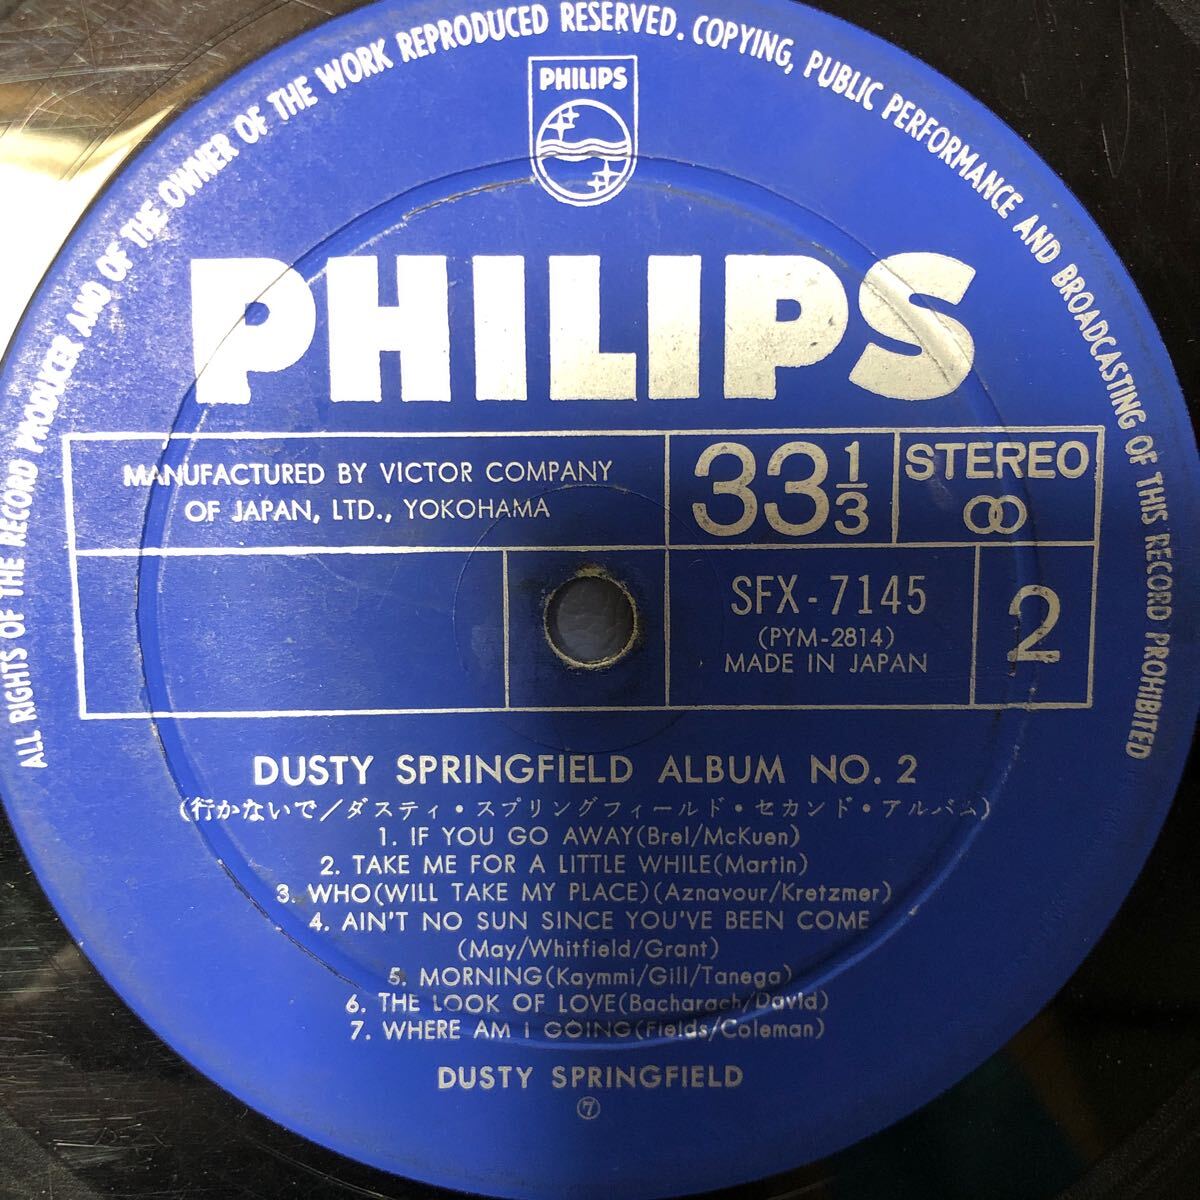 ALL RIGHTS OF THE RECORD PRODUCER AND OF THE OWNER OF THE WORK REPRODUCED RESERVED. COPYING, PUBLIC PERFORMANCE AND BROADCASTING OF THIS RECORD PROHIBITED
PHILIPS
PHILIPS
MANUFACTURED BY VICTOR COMPANY
OF JAPAN, LTD., YOKOHAMA
33 1/3
STEREO
SFX-7145
(PYM-2814)
MADE IN JAPAN
2
DUSTY SPRINGFIELD ALBUM NO. 2
(行かないで/ダスティ・スプリングフィールド・セカンド・アルバム)
1. IF YOU GO AWAY(Brel/McKuen)
2. TAKE ME FOR A LITTLE WHILE(Martin)
3. WHO(WILL TAKE MY PLACE)(Aznavour/Kretzmer)
4. AIN'T NO SUN SINCE YOU'VE BEEN COME
(May/Whitfield/Grant)
5. MORNING(Kaymmi/Gill/Tanega)
6. THE LOOK OF LOVE(Bacharach/David)
7. WHERE AM I GOING(Fields/Coleman)
DUSTY SPRINGFIELD
⑦